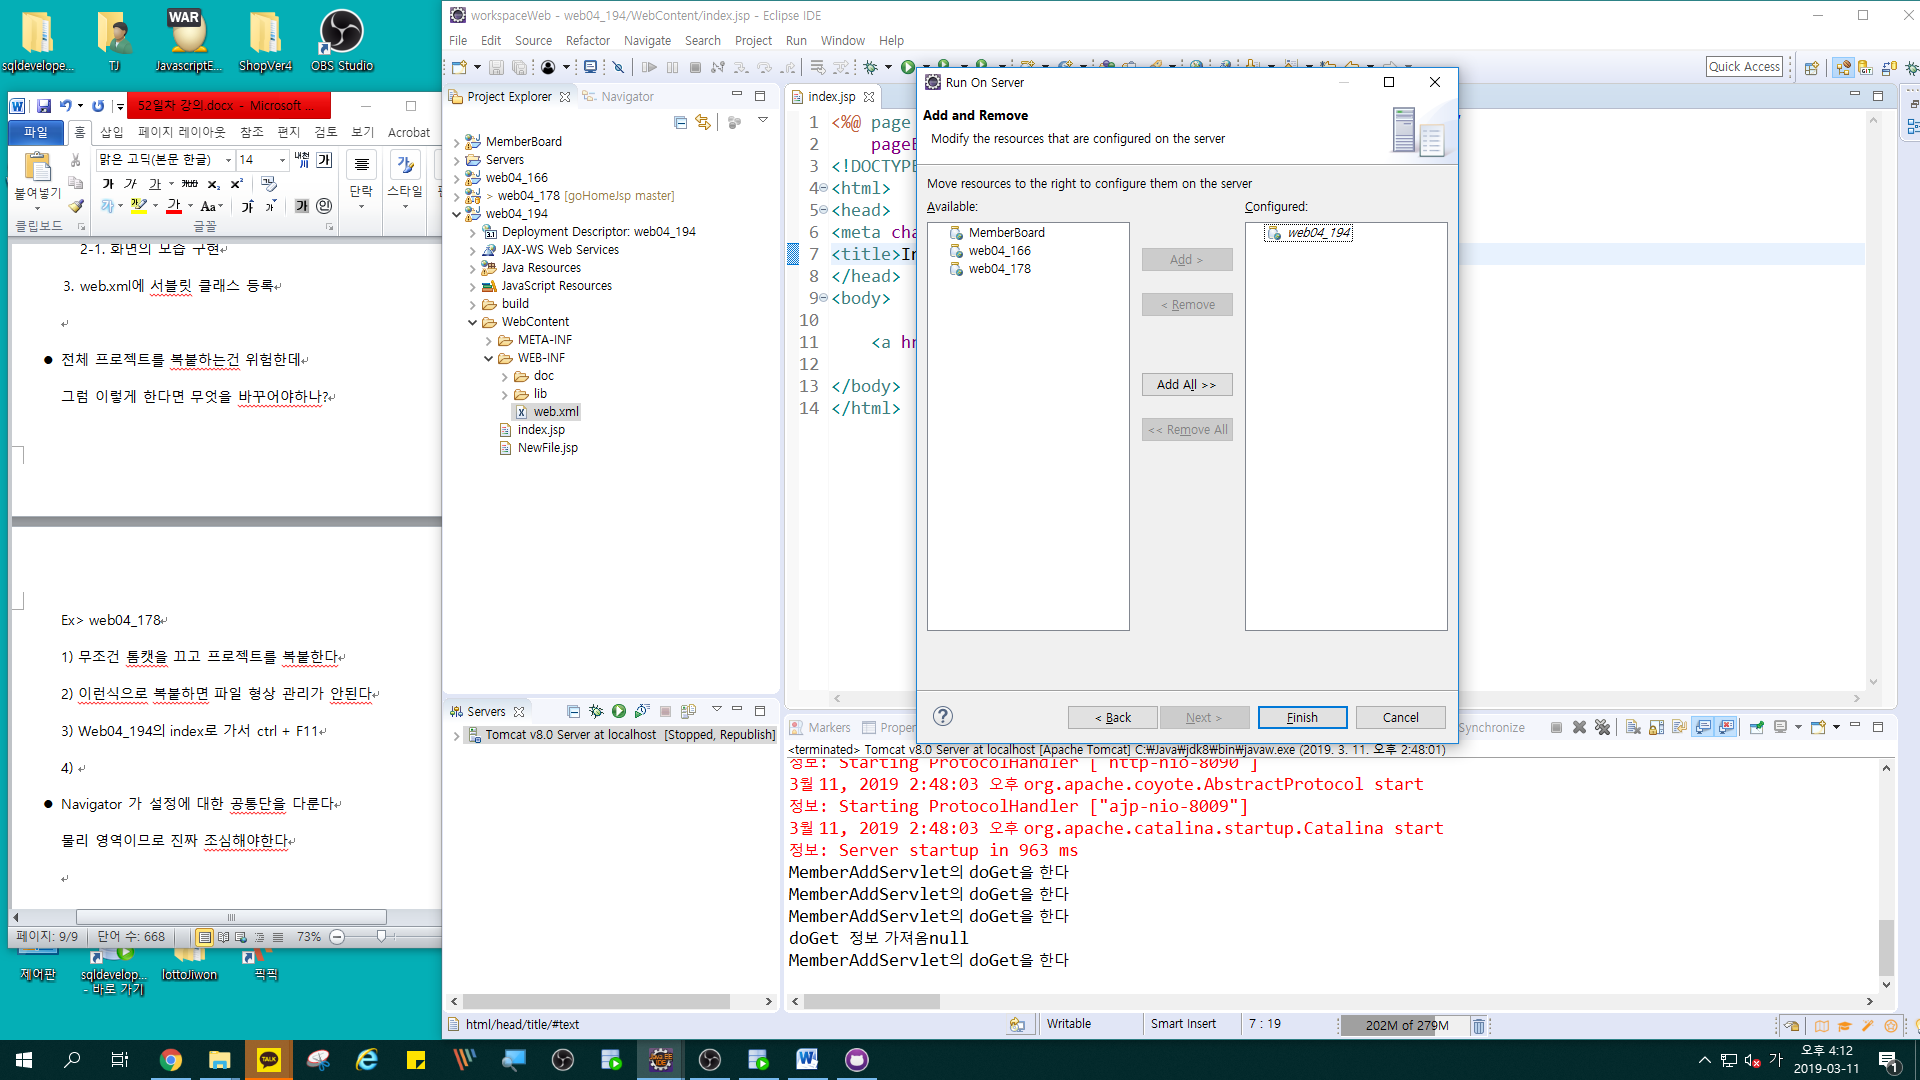 sqldevelope...
TJ
JavascriptE...
ShopVer4
OBS Studio
52일차 강의.docx - Microsoft ...
파일
홈
삽입
페이지 레이아웃
참조
편지
검토
보기
Acrobat
붙여넣기
맑은 고딕(본문 한글)
14
단락
스타일
클립보드
글꼴
2-1. 화면의 모습 구현
3. web.xml에 서블릿 클래스 등록
전체 프로젝트를 복붙하는건 위험한데
그럼 이렇게 한다면 무엇을 바꾸어야하나?
Ex> web04_178
1) 무조건 톰캣을 끄고 프로젝트를 복붙한다
2) 이런식으로 복붙하면 파일 형상 관리가 안된다
3) Web04_194의 index로 가서 ctrl + F11
4)
Navigator 가 설정에 대한 공통단을 다룬다
물리 영역이므로 진짜 조심해야한다
페이지: 9/9
단어 수: 668
73%
제어판
sqldevelop... - 바로 가기
lottoJiwon
픽픽
workspaceWeb - web04_194/WebContent/index.jsp - Eclipse IDE
File Edit Source Refactor Navigate Search Project Run Window Help
Quick Access
Project Explorer
Navigator
MemberBoard
Servers
web04_166
> web04_178 [goHomeJsp master]
web04_194
Deployment Descriptor: web04_194
JAX-WS Web Services
Java Resources
JavaScript Resources
build
WebContent
META-INF
WEB-INF
doc
lib
web.xml
index.jsp
NewFile.jsp
Servers
Tomcat v8.0 Server at localhost [Stopped, Republish]
index.jsp
1 <%@ page
2 pageE
3 <!DOCTYPE
4 <html>
5 <head>
6 <meta cha
7 <title>In
8 </head>
9 <body>
10
11 <a hr
12
13 </body>
14 </html>
Run On Server
Add and Remove
Modify the resources that are configured on the server
Move resources to the right to configure them on the server
Available:
Configured:
MemberBoard
web04_166
web04_178
web04_194
Add >
< Remove
Add All >>
<< Remove All
< Back
Next >
Finish
Cancel
Markers
Proper
Synchronize
<terminated> Tomcat v8.0 Server at localhost [Apache Tomcat] C:₩Java₩jdk8₩bin₩javaw.exe (2019. 3. 11. 오후 2:48:01)
정보: Starting ProtocolHandler ["http-nio-8090"]
3월 11, 2019 2:48:03 오후 org.apache.coyote.AbstractProtocol start
정보: Starting ProtocolHandler ["ajp-nio-8009"]
3월 11, 2019 2:48:03 오후 org.apache.catalina.startup.Catalina start
정보: Server startup in 963 ms
MemberAddServlet의 doGet을 한다
MemberAddServlet의 doGet을 한다
MemberAddServlet의 doGet을 한다
doGet 정보 가져옴null
MemberAddServlet의 doGet을 한다
html/head/title/#text
Writable
Smart Insert
7 : 19
202M of 279M
오후 4:12
2019-03-11